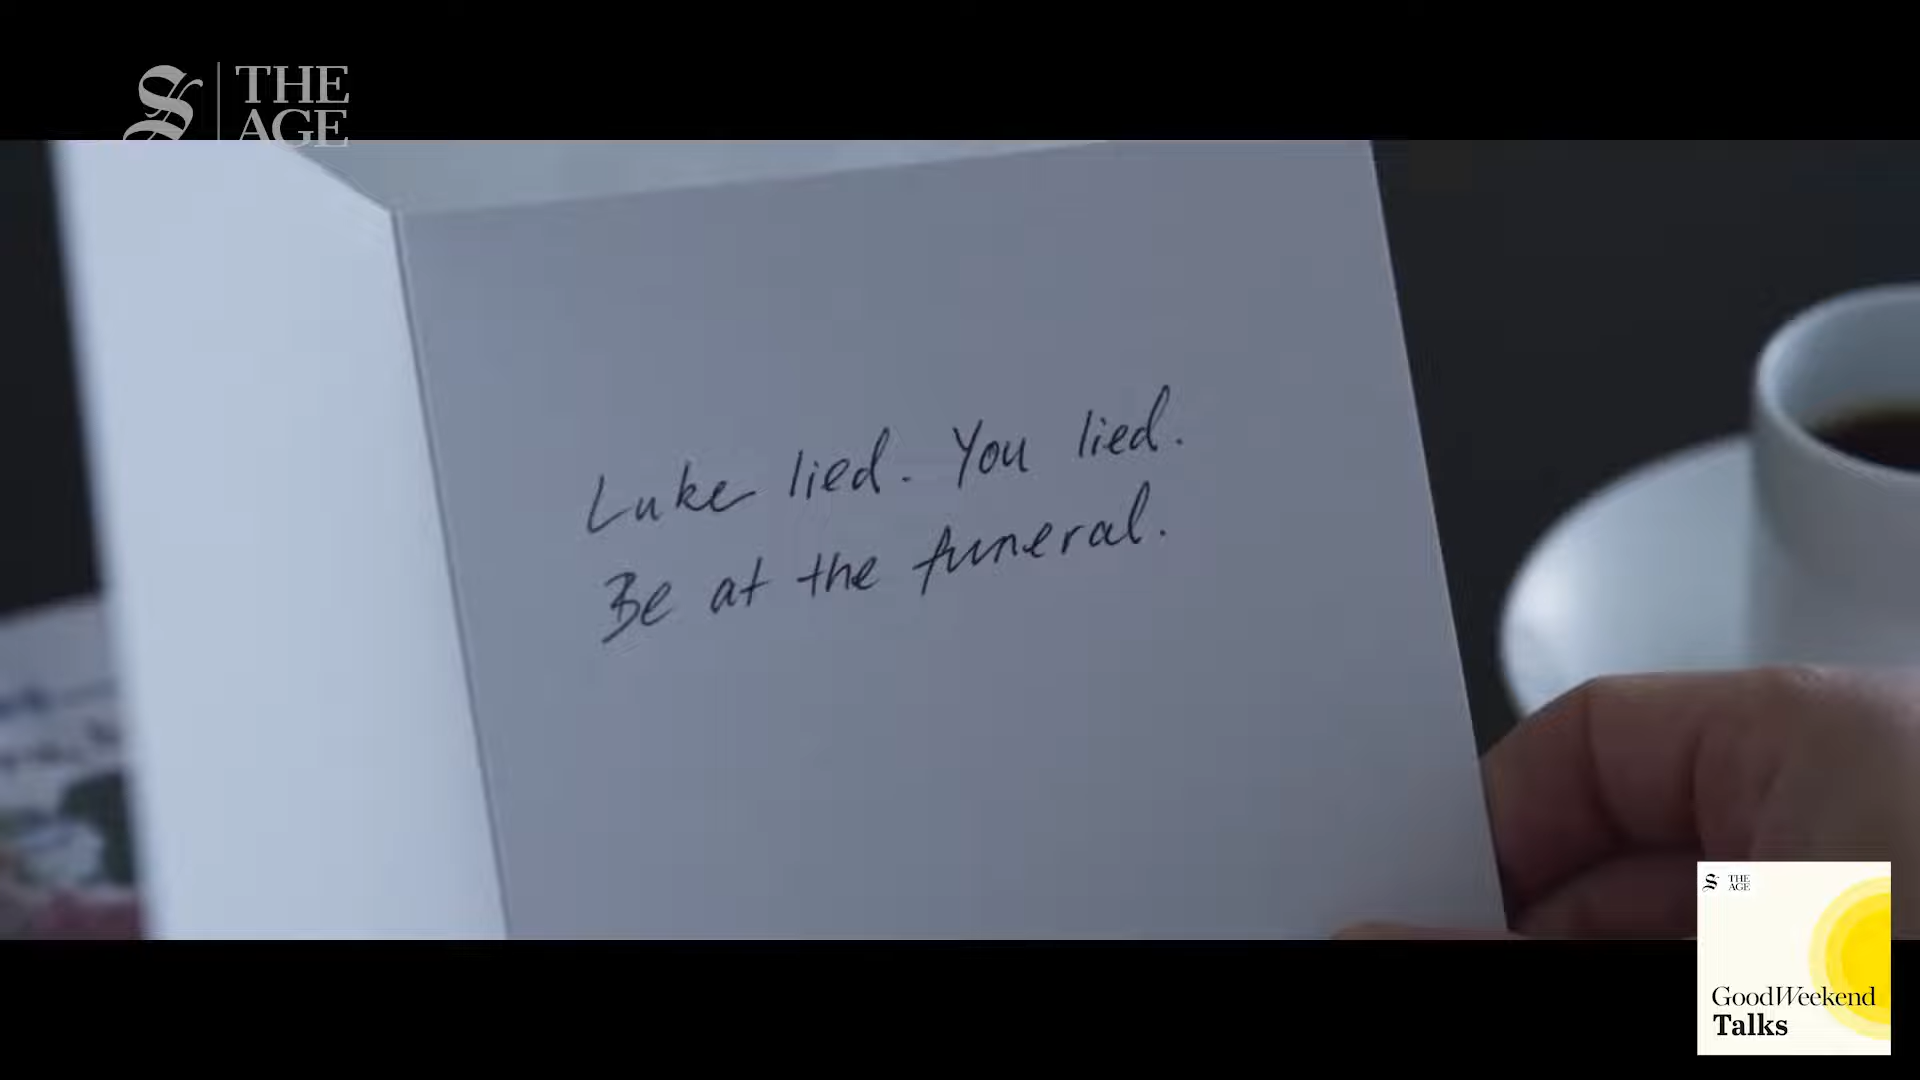 THE
AGE
Luke lied. You lied.
Be at the funeral.
THE
AGE
GoodWeekend
Talks